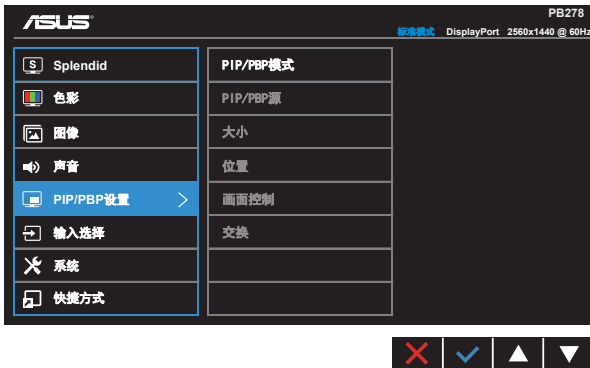 ASUS
PB278
标准模式 DisplayPort 2560x1440 @ 60Hz
S Splendid
PIP/PBP模式
色彩
PIP/PBP源
图像
大小
声音
位置
PIP/PBP设置
画面控制
输入选择
交换
系统
快捷方式